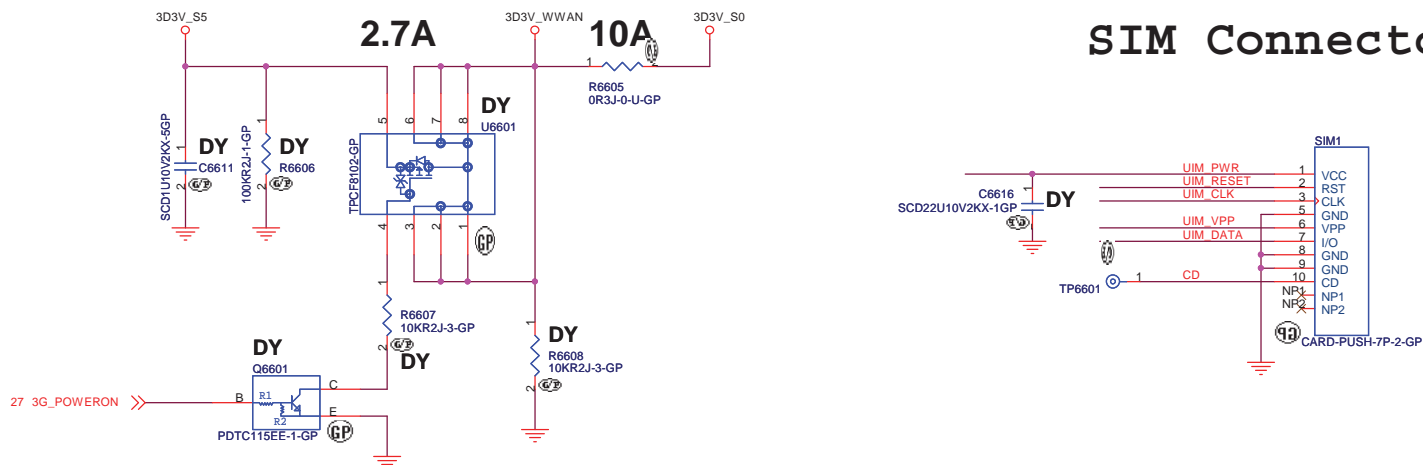 3D3V_S5
3D3V_WWAN
3D3V_S0
2.7A
10A
SIM Connecto
1
R6605
0R3J-0-U-GP
5
6
7
8
DY
U6601
TPCF8102-GP
SCD1U10V2KX-5GP
1
DY
C6611
2
G/P
100KR2J-1-GP
1
DY
R6606
2
G/P
4
3
2
1
GP
1
R6607
10KR2J-3-GP
2
G/P
DY
1
DY
R6608
10KR2J-3-GP
2
G/P
DY
Q6601
27 3G_POWERON
B
R1
R2
C
E
PDTC115EE-1-GP
GP
SIM1
C6616
SCD22U10V2KX-1GP
1
DY
2
UIM_PWR 1 VCC
UIM_RESET 2 RST
UIM_CLK 3 CLK
5 GND
UIM_VPP 6 VPP
UIM_DATA 7 I/O
8 GND
9 GND
TP6601 1 CD 10 CD
NP1 NP1
NP2 NP2
CARD-PUSH-7P-2-GP